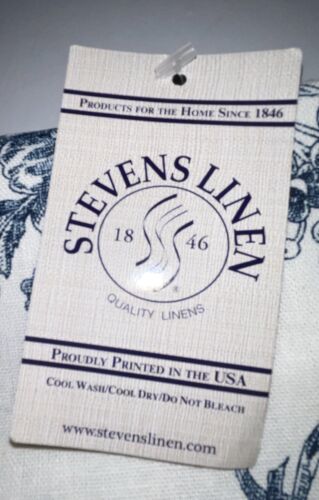 PRODUCTS FOR THE HOME SINCE 1846
STEVENS LINEN
18 46
®
QUALITY LINENS
PROUDLY PRINTED IN THE USA
COOL WASH/COOL DRY/DO NOT BLEACH
www.stevenslinen.com